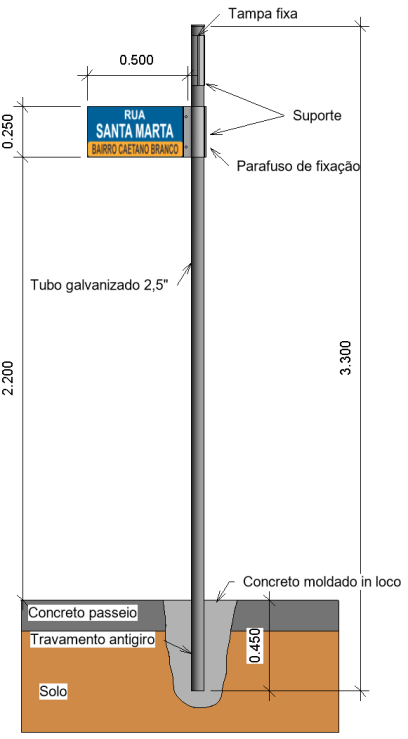 Tampa fixa
0.500
Suporte
0.250
RUA
SANTA MARTA
BAIRRO CAETANO BRANCO
Parafuso de fixação
Tubo galvanizado 2,5"
3.300
2.200
Concreto moldado in loco
Concreto passeio
0.450
Travamento antigiro
Solo